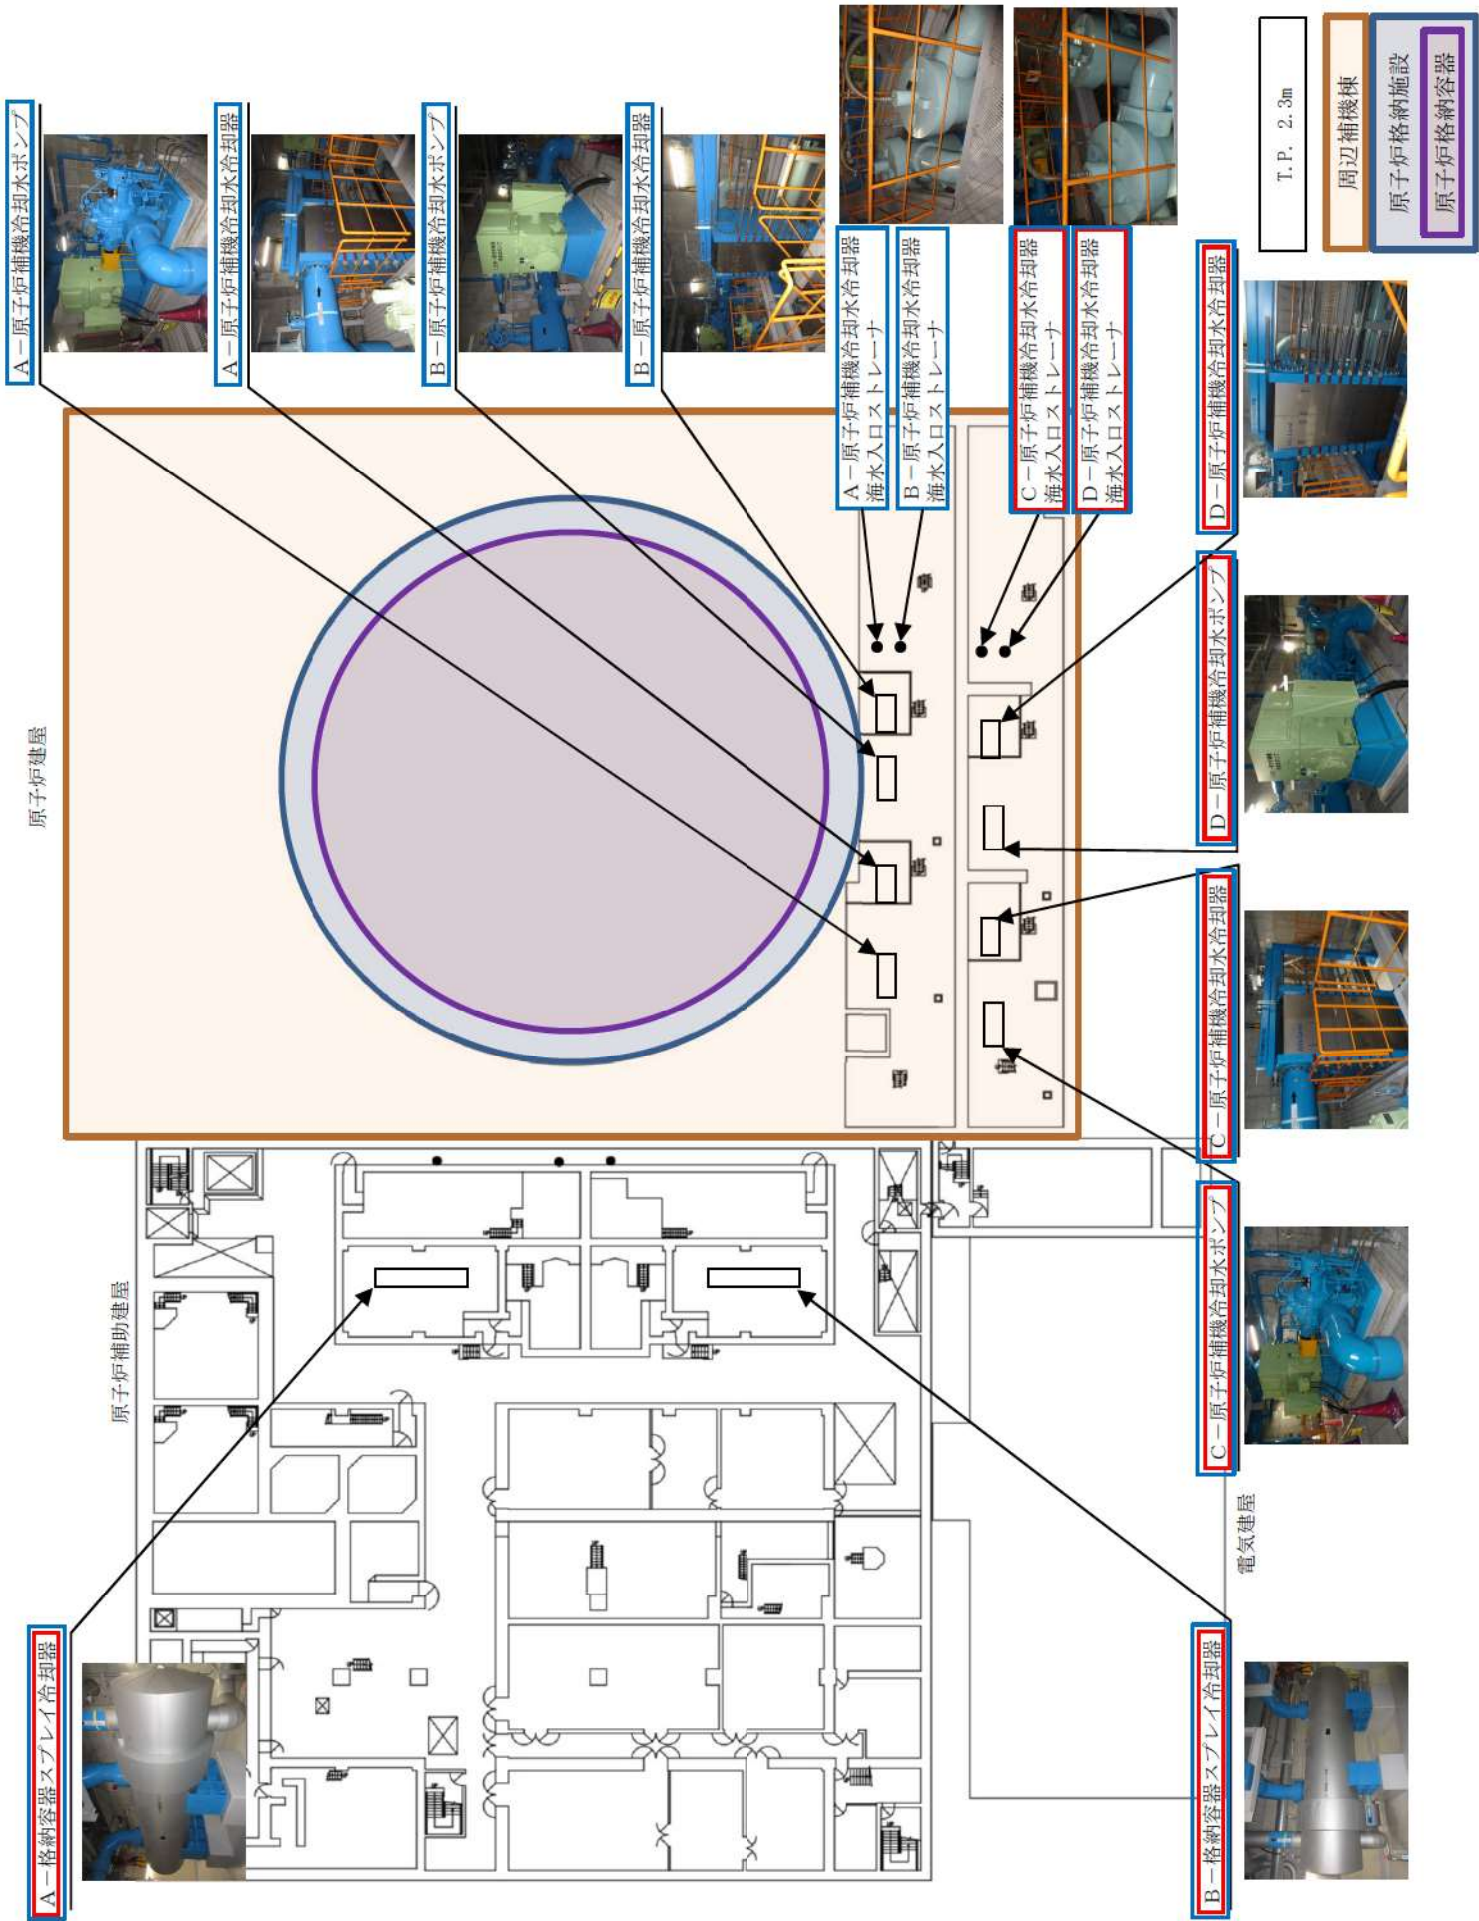 A－原子炉補機冷却水ポンプ
A－原子炉補機冷却水冷却器
B－原子炉補機冷却水ポンプ
B－原子炉補機冷却水冷却器
A－原子炉補機冷却水冷却器
海水入口ストレーナ
B－原子炉補機冷却水冷却器
海水入口ストレーナ
C－原子炉補機冷却水冷却器
海水入口ストレーナ
D－原子炉補機冷却水冷却器
海水入口ストレーナ
T.P. 2.3m
周辺補機棟
原子炉格納施設
原子炉格納容器
原子炉建屋
D－原子炉補機冷却水冷却器
D－原子炉補機冷却水ポンプ
C－原子炉補機冷却水冷却器
C－原子炉補機冷却水ポンプ
原子炉補助建屋
電気建屋
A－格納容器スプレイ冷却器
B－格納容器スプレイ冷却器